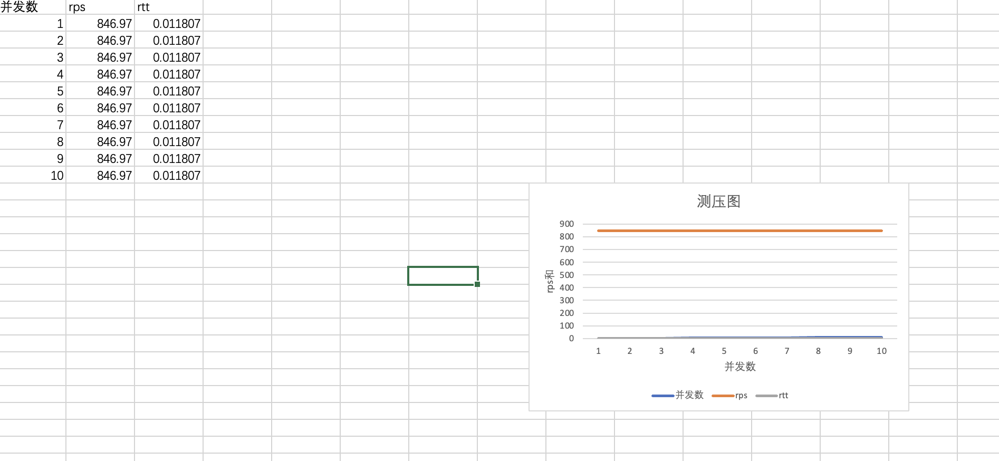 并发数 rps rtt
1 846.97 0.011807
2 846.97 0.011807
3 846.97 0.011807
4 846.97 0.011807
5 846.97 0.011807
6 846.97 0.011807
7 846.97 0.011807
8 846.97 0.011807
9 846.97 0.011807
10 846.97 0.011807
测压图
900
800
700
600
500
400
300
200
100
0
rps和
1 2 3 4 5 6 7 8 9 10
并发数
并发数 rps rtt